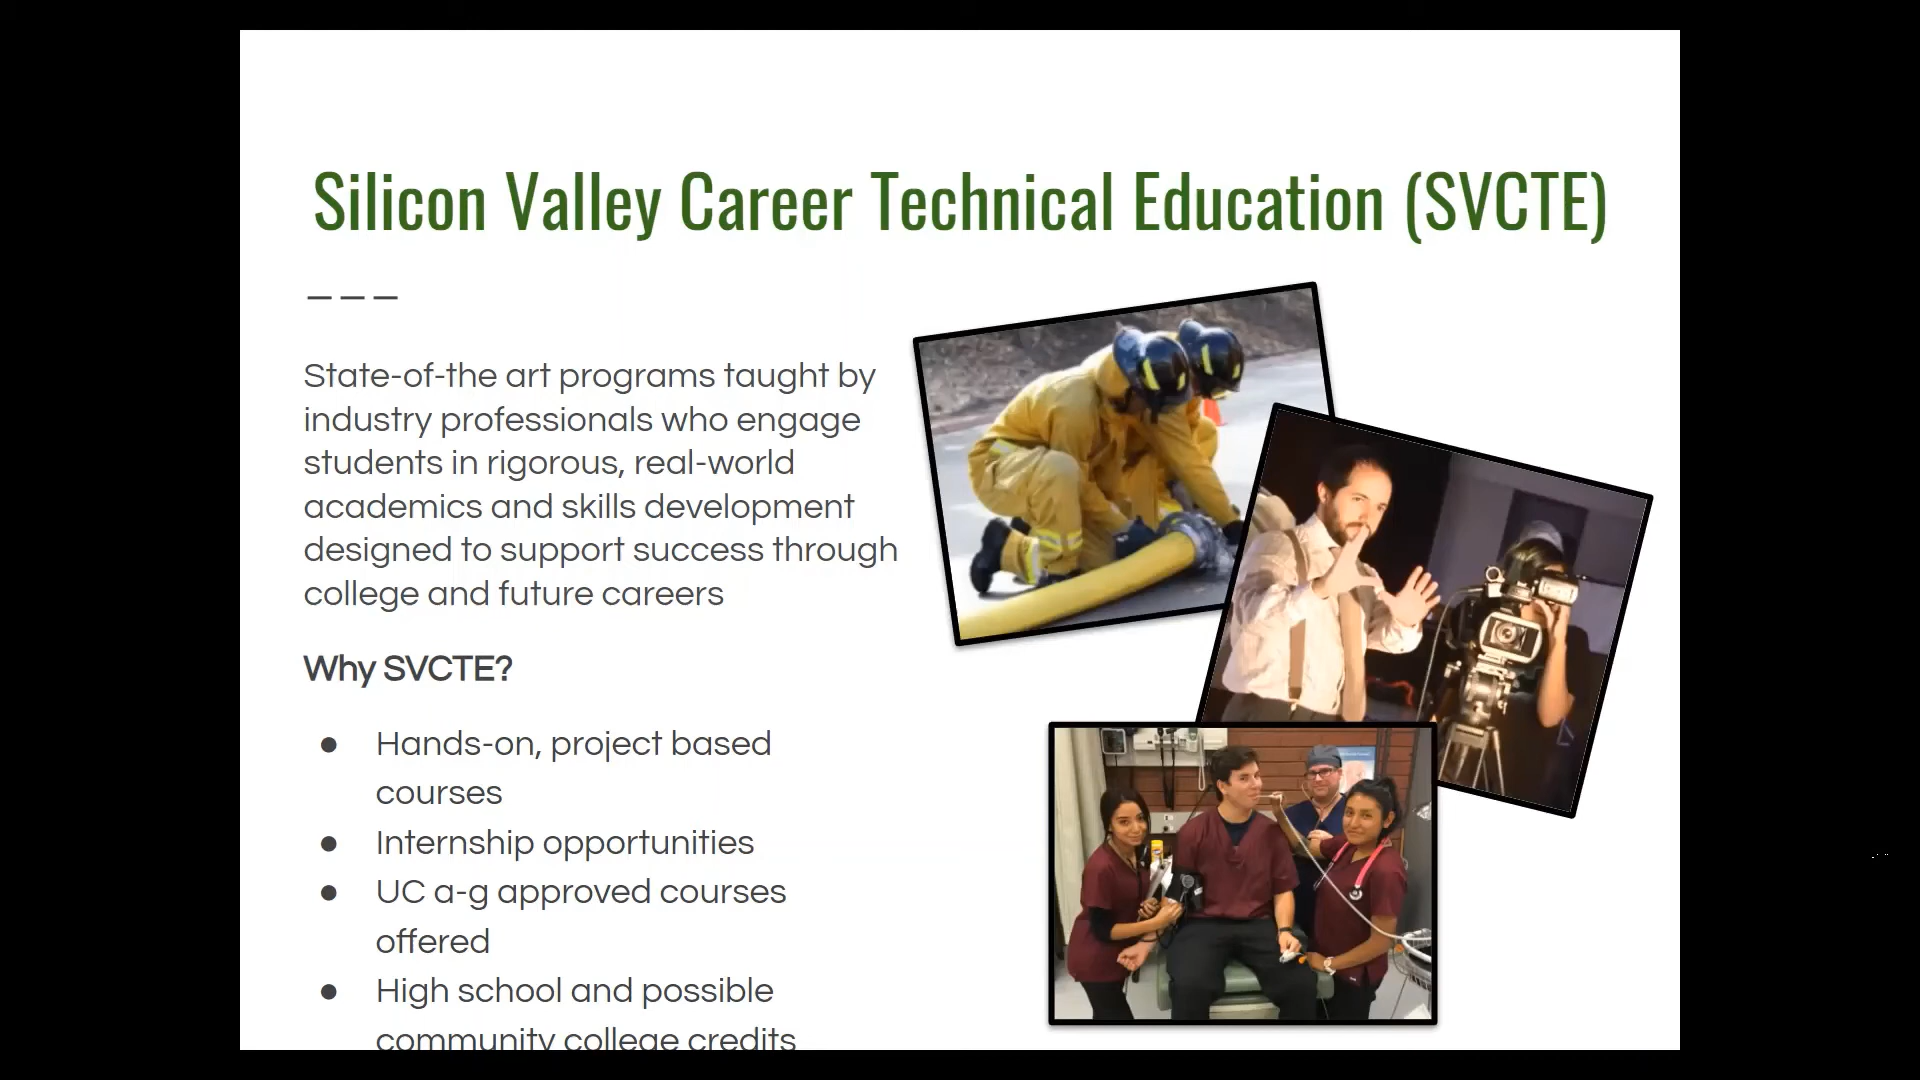 Silicon Valley Career Technical Education (SVCTE)
State-of-the art programs taught by
industry professionals who engage
students in rigorous, real-world
academics and skills development
designed to support success through
college and future careers
Why SVCTE?
● Hands-on, project based
courses
● Internship opportunities
● UC a-g approved courses
offered
● High school and possible
community college credits